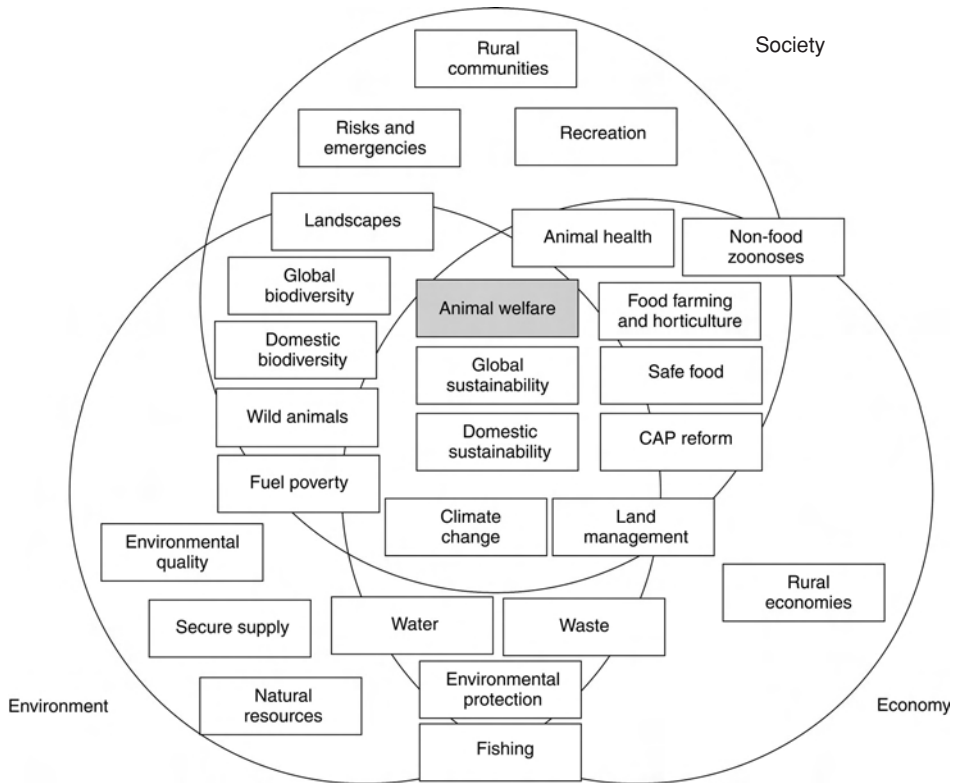 Rural
communities
Society
Risks and
emergencies
Recreation
Landscapes
Animal health
Non-food
zoonoses
Global
biodiversity
Animal welfare
Food farming
and horticulture
Domestic
biodiversity
Global
sustainability
Safe food
Wild animals
Domestic
sustainability
CAP reform
Fuel poverty
Climate
change
Land
management
Environmental
quality
Rural
economies
Secure supply
Water
Waste
Environment
Natural
resources
Environmental
protection
Economy
Fishing